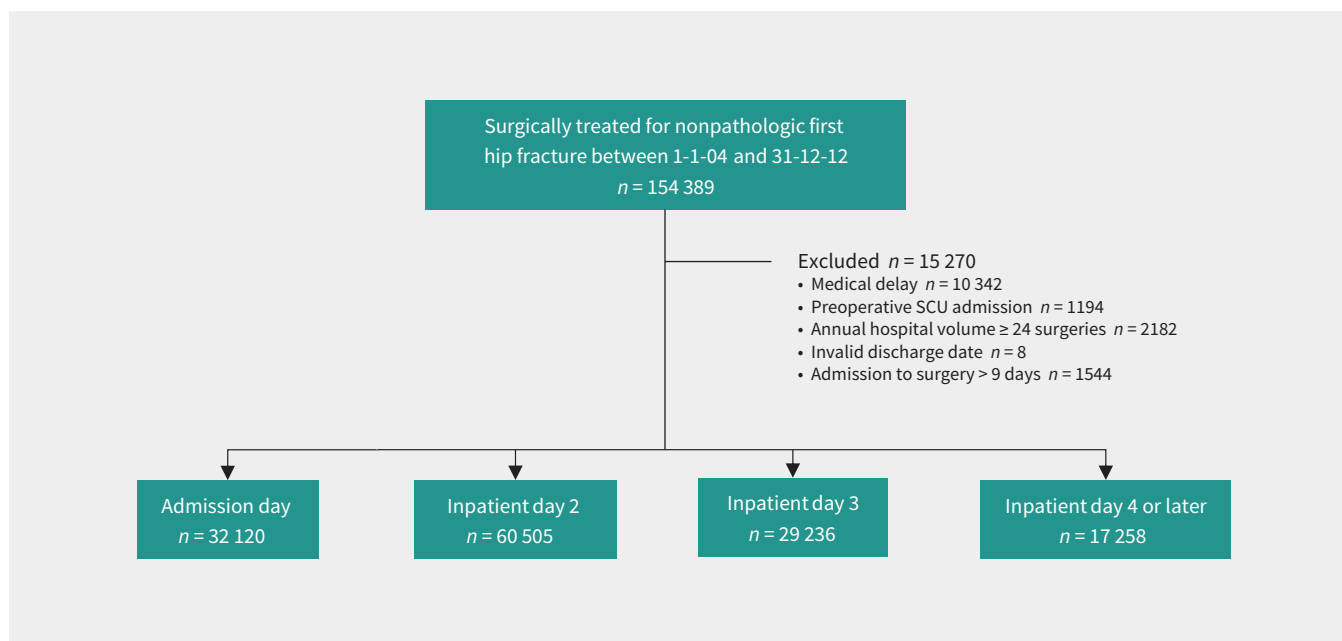 Surgically treated for nonpathologic first
hip fracture between 1-1-04 and 31-12-12
n = 154 389
Excluded n = 15 270
• Medical delay n = 10 342
• Preoperative SCU admission n = 1194
• Annual hospital volume ≥ 24 surgeries n = 2182
• Invalid discharge date n = 8
• Admission to surgery > 9 days n = 1544
Admission day
n = 32 120
Inpatient day 2
n = 60 505
Inpatient day 3
n = 29 236
Inpatient day 4 or later
n = 17 258